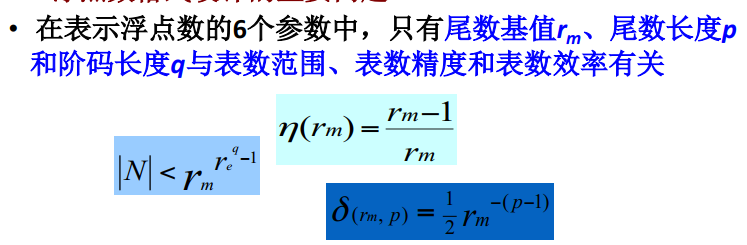 • 在表示浮点数的6个参数中，只有尾数基值rₘ、尾数长度p
和阶码长度q与表数范围、表数精度和表数效率有关
η(rₘ) = (rₘ−1)/rₘ
|N| < rₘ^(rₑ^q−1)
δ(rₘ, p) = 1/2 rₘ^−(p−1)